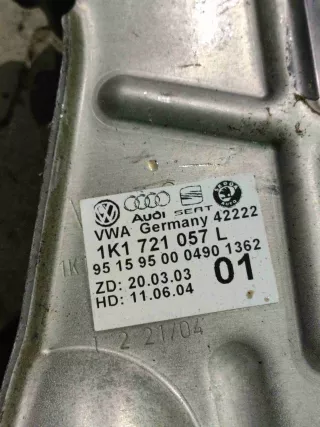 AUDI SEAT
VWA Germany 42222
1K1 721 057 L
95 15 95 00 0490 1362
01
ZD: 20.03.03
HD: 11.06.04
1K
2 21/04